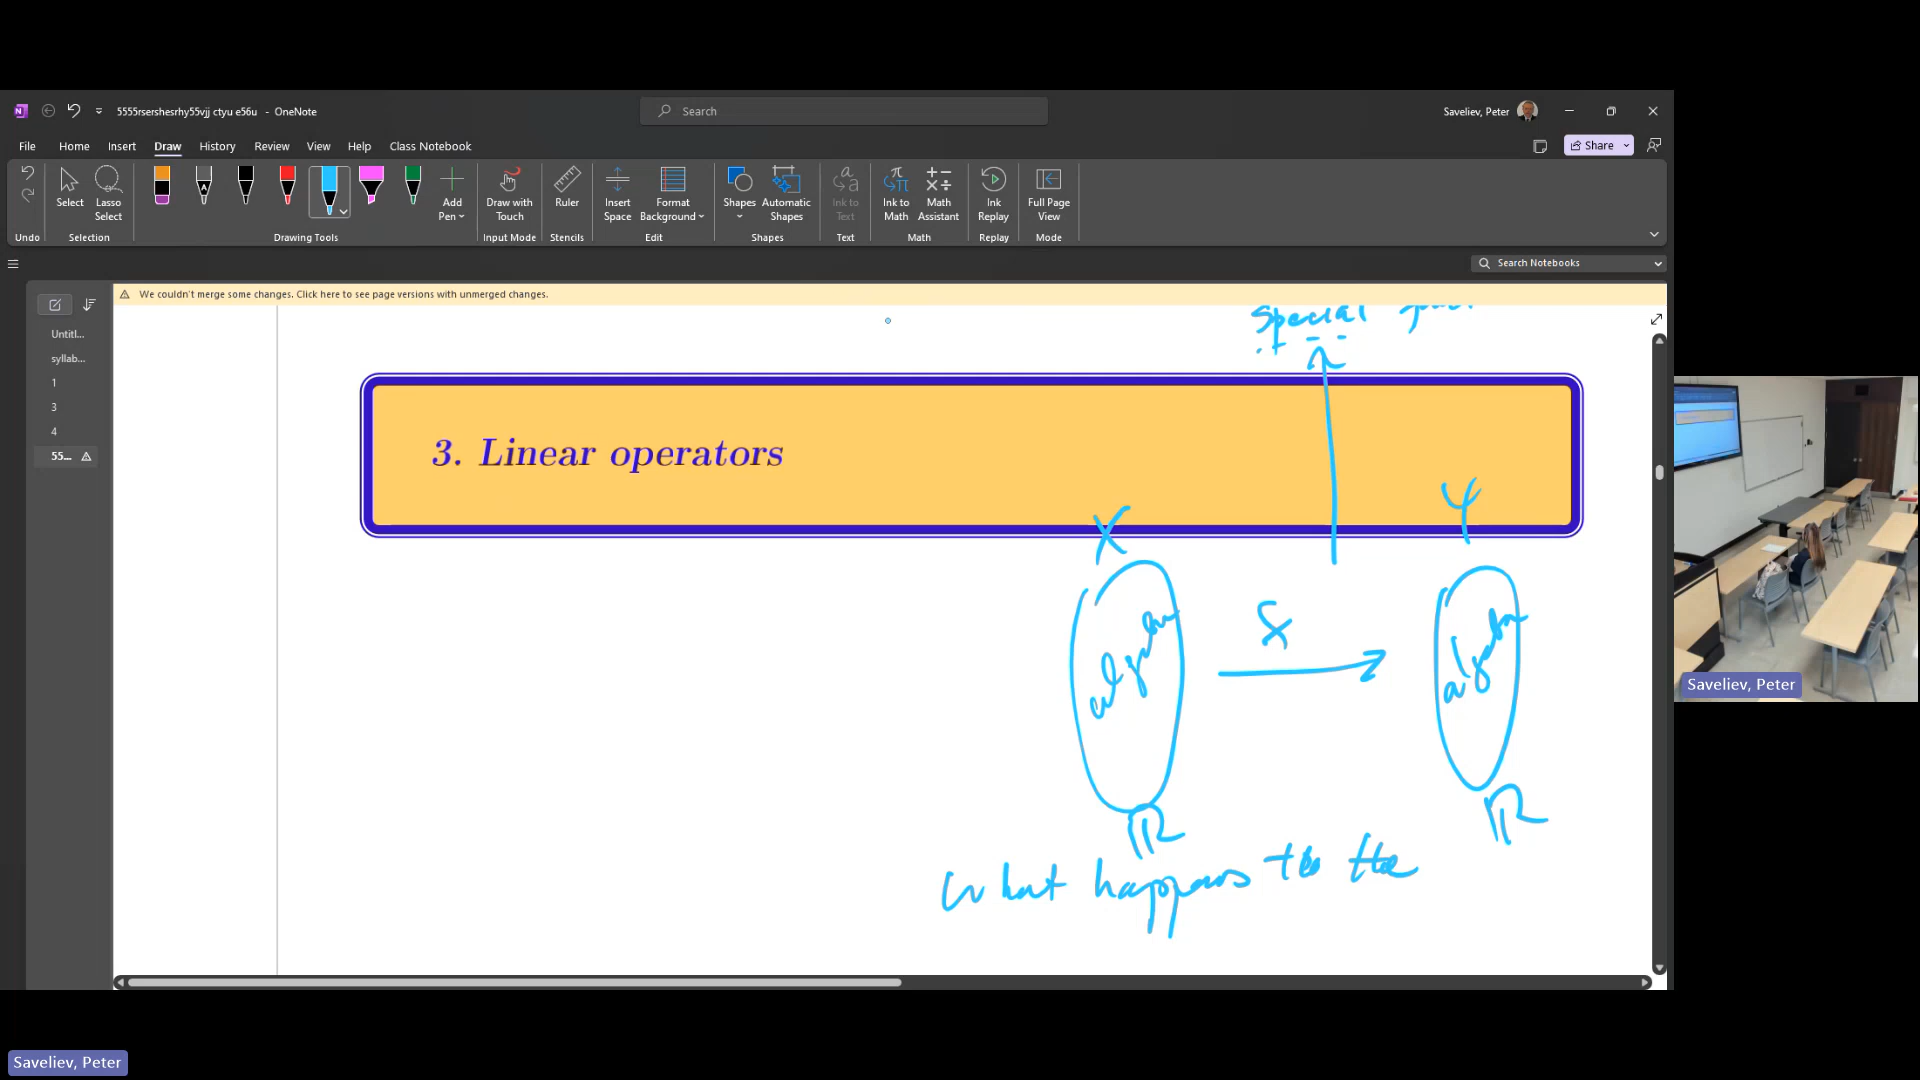 5555rsershesrhy55vjj ctyu e56u - OneNote
Search
Saveliev, Peter
File Home Insert Draw History Review View Help Class Notebook
Share
Undo
Select
Lasso Select
Add Pen
Draw with Touch
Ruler
Insert Space
Format Background
Shapes
Automatic Shapes
Ink to Text
Ink to Math
Math Assistant
Ink Replay
Full Page View
Selection
Drawing Tools
Input Mode
Stencils
Edit
Shapes
Text
Math
Replay
Mode
Search Notebooks
We couldn't merge some changes. Click here to see page versions with unmerged changes.
Untitl...
syllab...
1
3
4
55...
special
3. Linear operators
X
Y
algebra
algebra
R
R
What happens to the
Saveliev, Peter
Saveliev, Peter